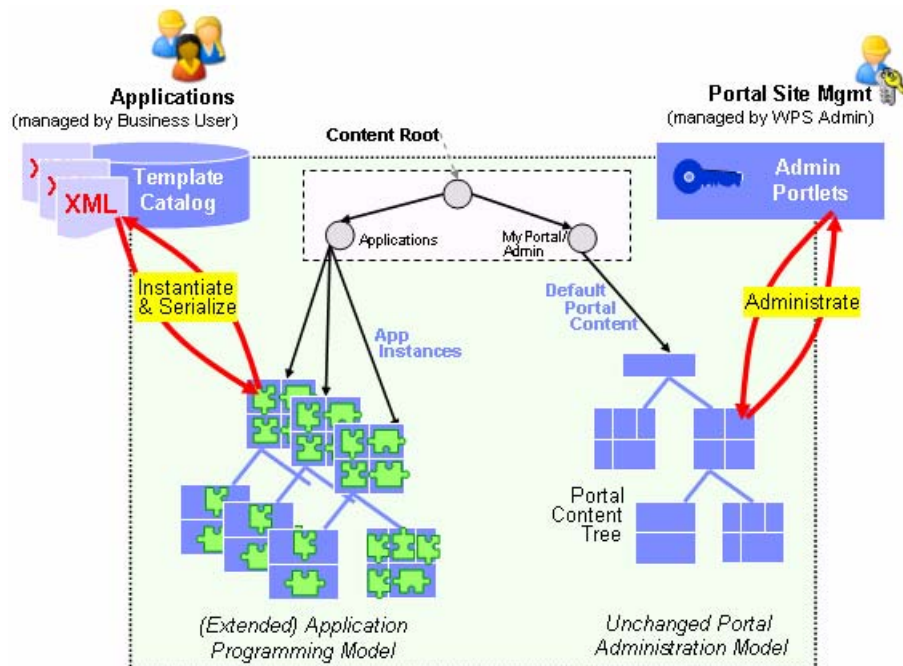 Applications
(managed by Business User)
Portal Site Mgmt
(managed by WPS Admin)
Content Root
Template
Catalog
XML
Admin
Portlets
Applications
My Portal/
Admin
Instantiate
& Serialize
Default
Portal
Content
Administrate
App
Instances
Portal
Content
Tree
(Extended) Application
Programming Model
Unchanged Portal
Administration Model